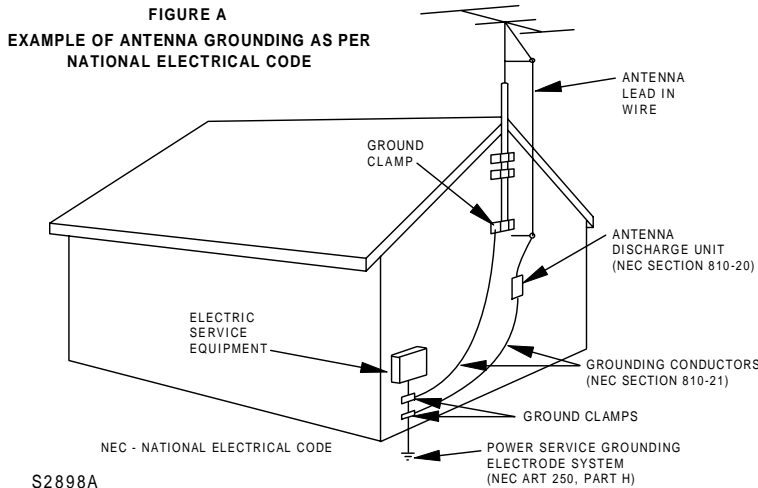 FIGURE A
EXAMPLE OF ANTENNA GROUNDING AS PER
NATIONAL ELECTRICAL CODE
ANTENNA
LEAD IN
WIRE
GROUND
CLAMP
ANTENNA
DISCHARGE UNIT
(NEC SECTION 810-20)
ELECTRIC
SERVICE
EQUIPMENT
GROUNDING CONDUCTORS
(NEC SECTION 810-21)
GROUND CLAMPS
NEC - NATIONAL ELECTRICAL CODE
POWER SERVICE GROUNDING
ELECTRODE SYSTEM
(NEC ART 250, PART H)
S2898A